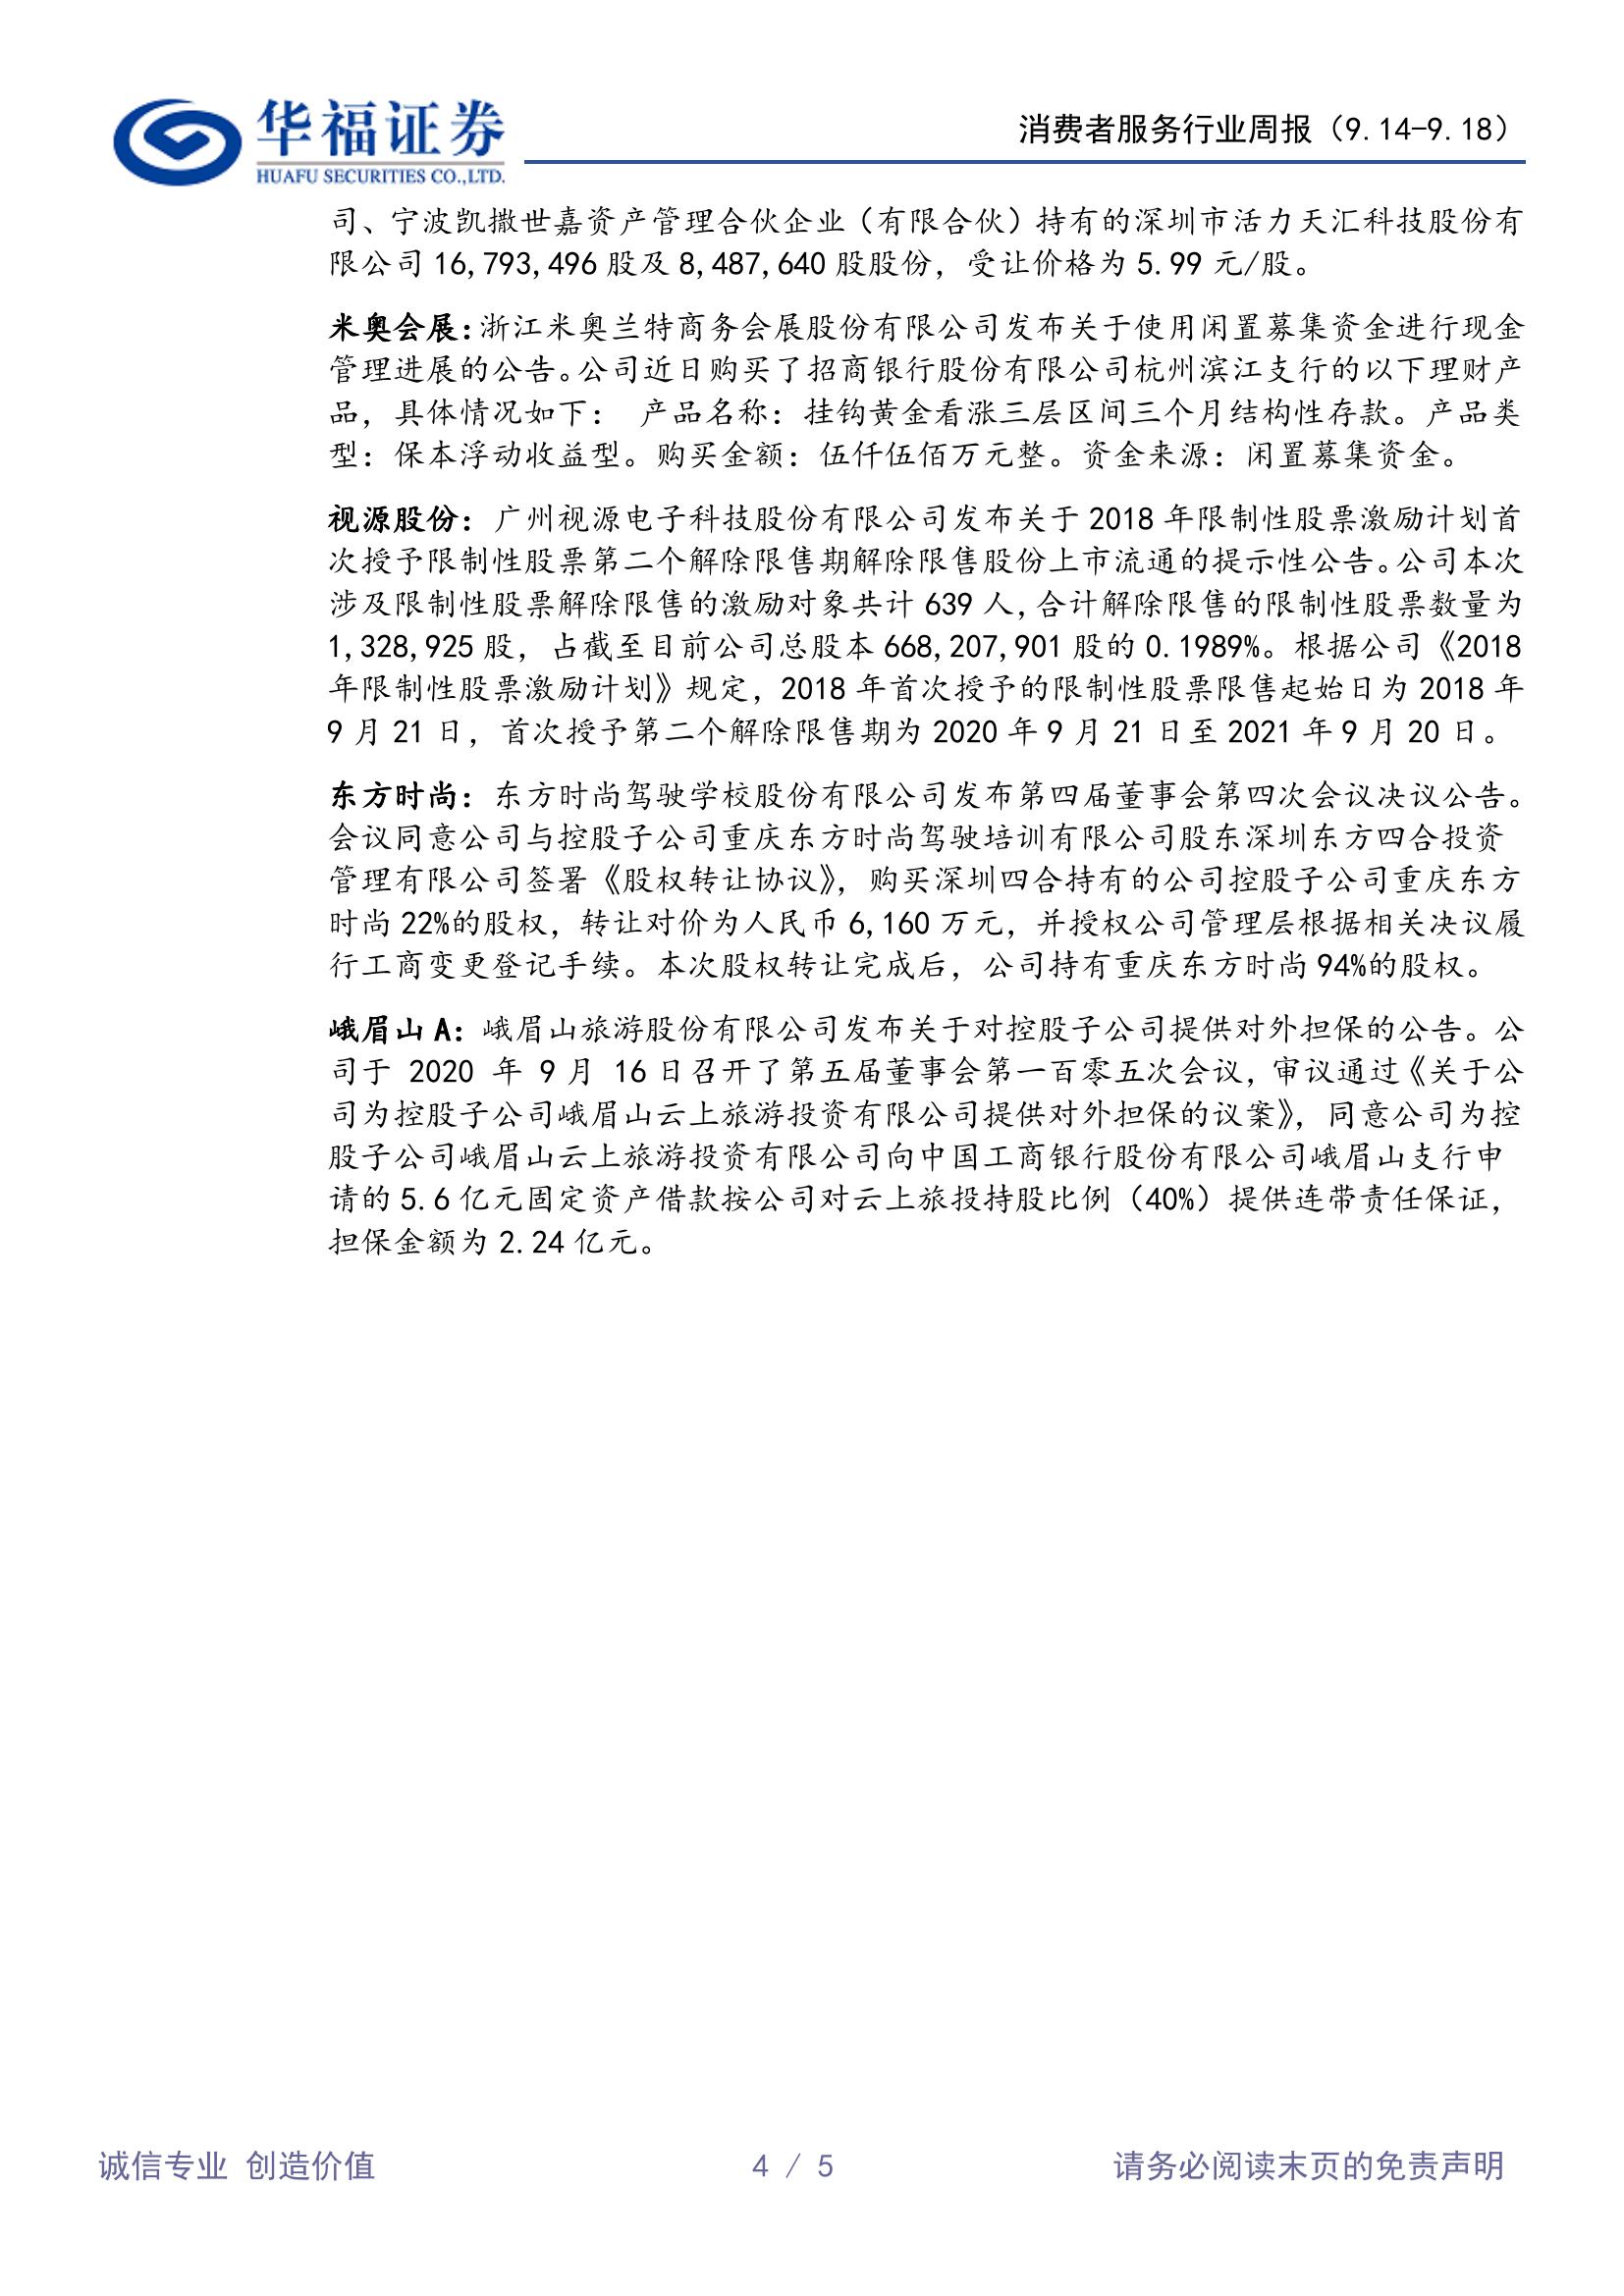 华福证券
HUAFU SECURITIES CO.,LTD.
消费者服务行业周报（9.14-9.18）
司、宁波凯撒世嘉资产管理合伙企业（有限合伙）持有的深圳市活力天汇科技股份有
限公司 16,793,496 股及 8,487,640 股股份，受让价格为 5.99 元/股。
米奥会展：浙江米奥兰特商务会展股份有限公司发布关于使用闲置募集资金进行现金
管理进展的公告。公司近日购买了招商银行股份有限公司杭州滨江支行的以下理财产
品，具体情况如下： 产品名称：挂钩黄金看涨三层区间三个月结构性存款。产品类
型：保本浮动收益型。购买金额：伍仟伍佰万元整。资金来源：闲置募集资金。
视源股份：广州视源电子科技股份有限公司发布关于 2018 年限制性股票激励计划首
次授予限制性股票第二个解除限售期解除限售股份上市流通的提示性公告。公司本次
涉及限制性股票解除限售的激励对象共计 639 人，合计解除限售的限制性股票数量为
1,328,925 股，占截至目前公司总股本 668,207,901 股的 0.1989%。根据公司《2018
年限制性股票激励计划》规定，2018 年首次授予的限制性股票限售起始日为 2018 年
9 月 21 日，首次授予第二个解除限售期为 2020 年 9 月 21 日至 2021 年 9 月 20 日。
东方时尚：东方时尚驾驶学校股份有限公司发布第四届董事会第四次会议决议公告。
会议同意公司与控股子公司重庆东方时尚驾驶培训有限公司股东深圳东方四合投资
管理有限公司签署《股权转让协议》，购买深圳四合持有的公司控股子公司重庆东方
时尚 22%的股权，转让对价为人民币 6,160 万元，并授权公司管理层根据相关决议履
行工商变更登记手续。本次股权转让完成后，公司持有重庆东方时尚 94%的股权。
峨眉山 A：峨眉山旅游股份有限公司发布关于对控股子公司提供对外担保的公告。公
司于 2020 年 9 月 16 日召开了第五届董事会第一百零五次会议，审议通过《关于公
司为控股子公司峨眉山云上旅游投资有限公司提供对外担保的议案》，同意公司为控
股子公司峨眉山云上旅游投资有限公司向中国工商银行股份有限公司峨眉山支行申
请的 5.6 亿元固定资产借款按公司对云上旅投持股比例（40%）提供连带责任保证，
担保金额为 2.24 亿元。
诚信专业 创造价值
4 / 5
请务必阅读末页的免责声明